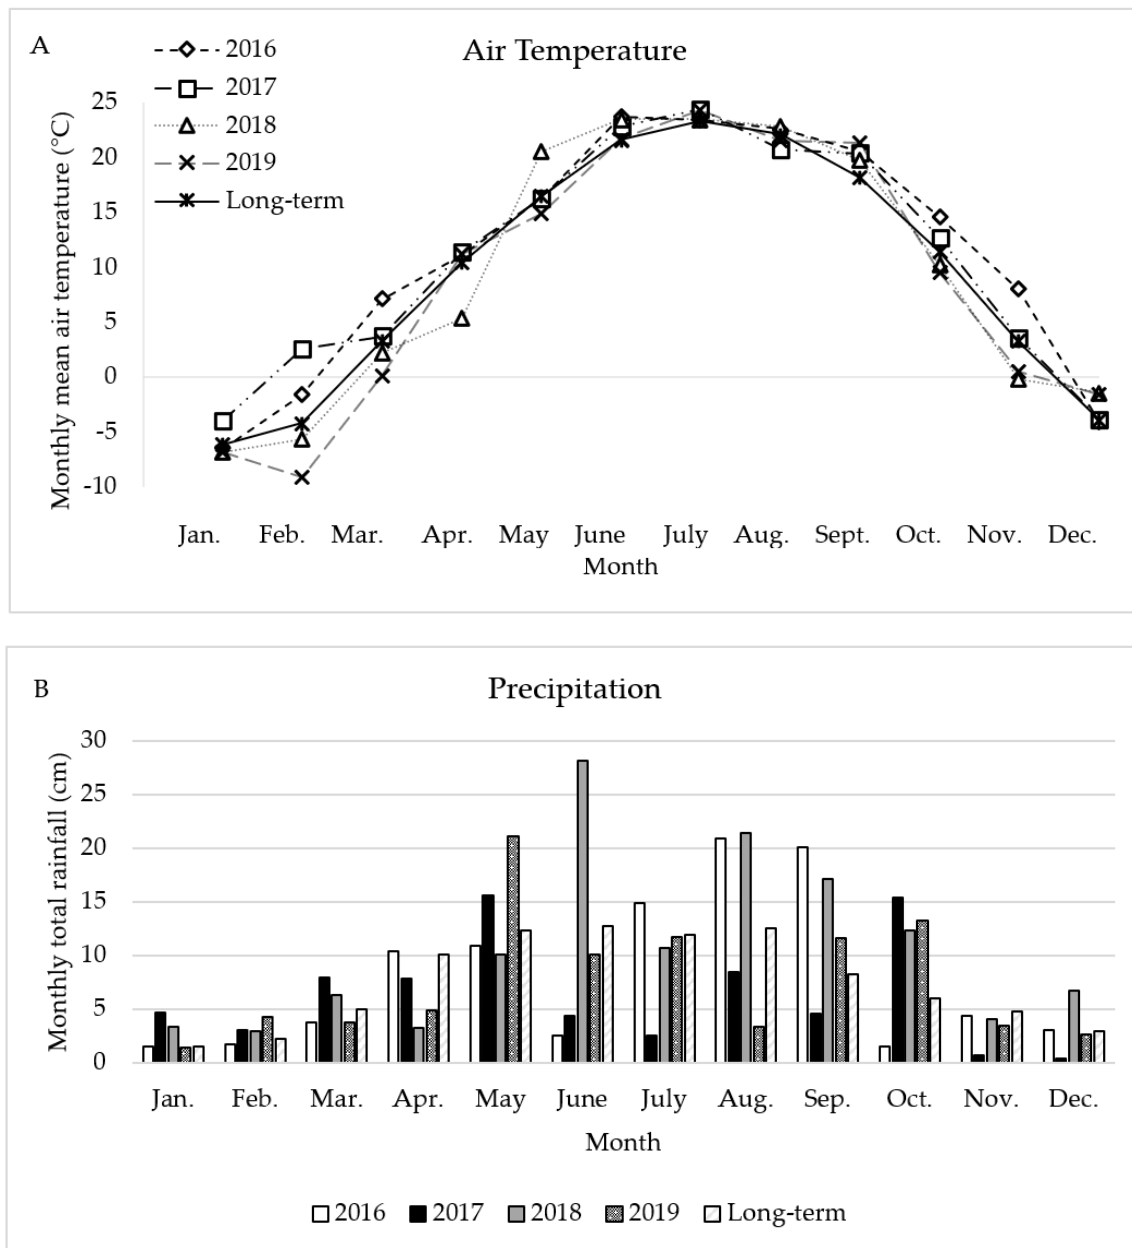 A
Air Temperature
2016
2017
2018
2019
Long-term
Monthly mean air temperature (°C)
25
20
15
10
5
0
-5
-10
Jan. Feb. Mar. Apr. May June July Aug. Sept. Oct. Nov. Dec.
Month
B
Precipitation
Monthly total rainfall (cm)
30
25
20
15
10
5
0
Jan. Feb. Mar. Apr. May June July Aug. Sep. Oct. Nov. Dec.
Month
2016 2017 2018 2019 Long-term